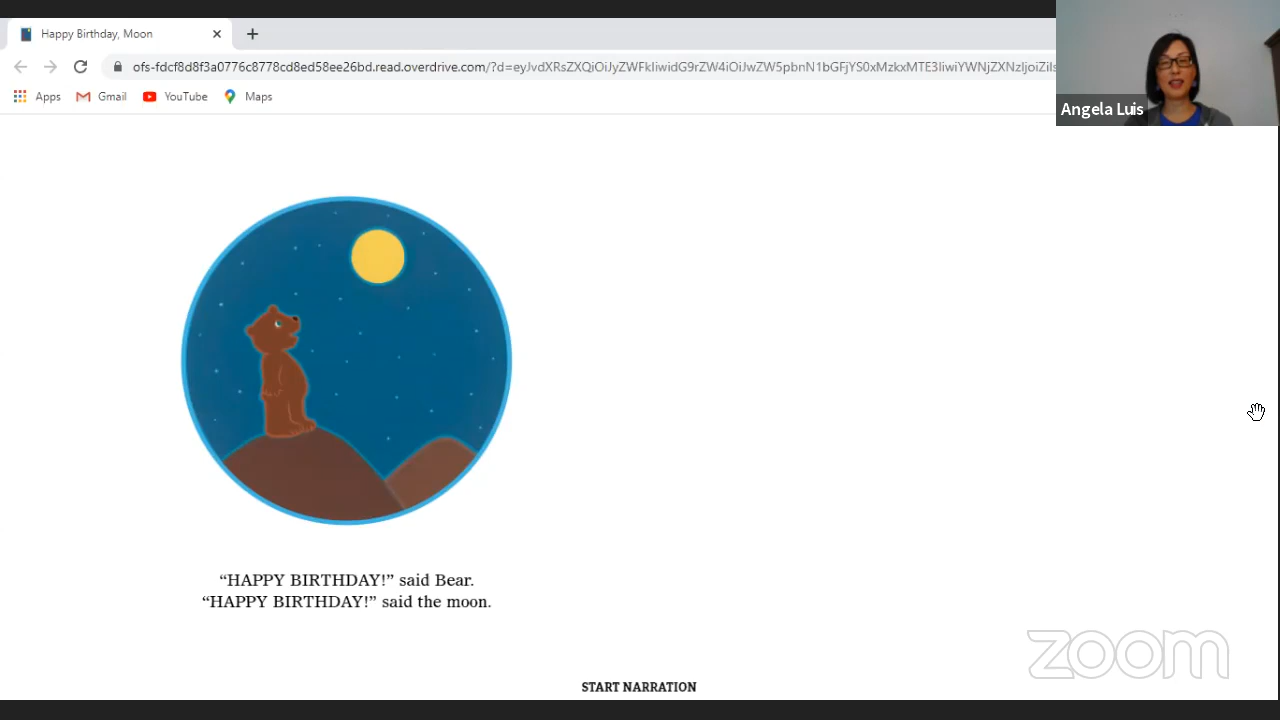 Happy Birthday, Moon
ofs-fdcf8d8f3a0776c8778cd8ed58ee26bd.read.overdrive.com/?d=
Apps Gmail YouTube Maps
Angela Luis
“HAPPY BIRTHDAY!” said Bear.
“HAPPY BIRTHDAY!” said the moon.
START NARRATION
zoom